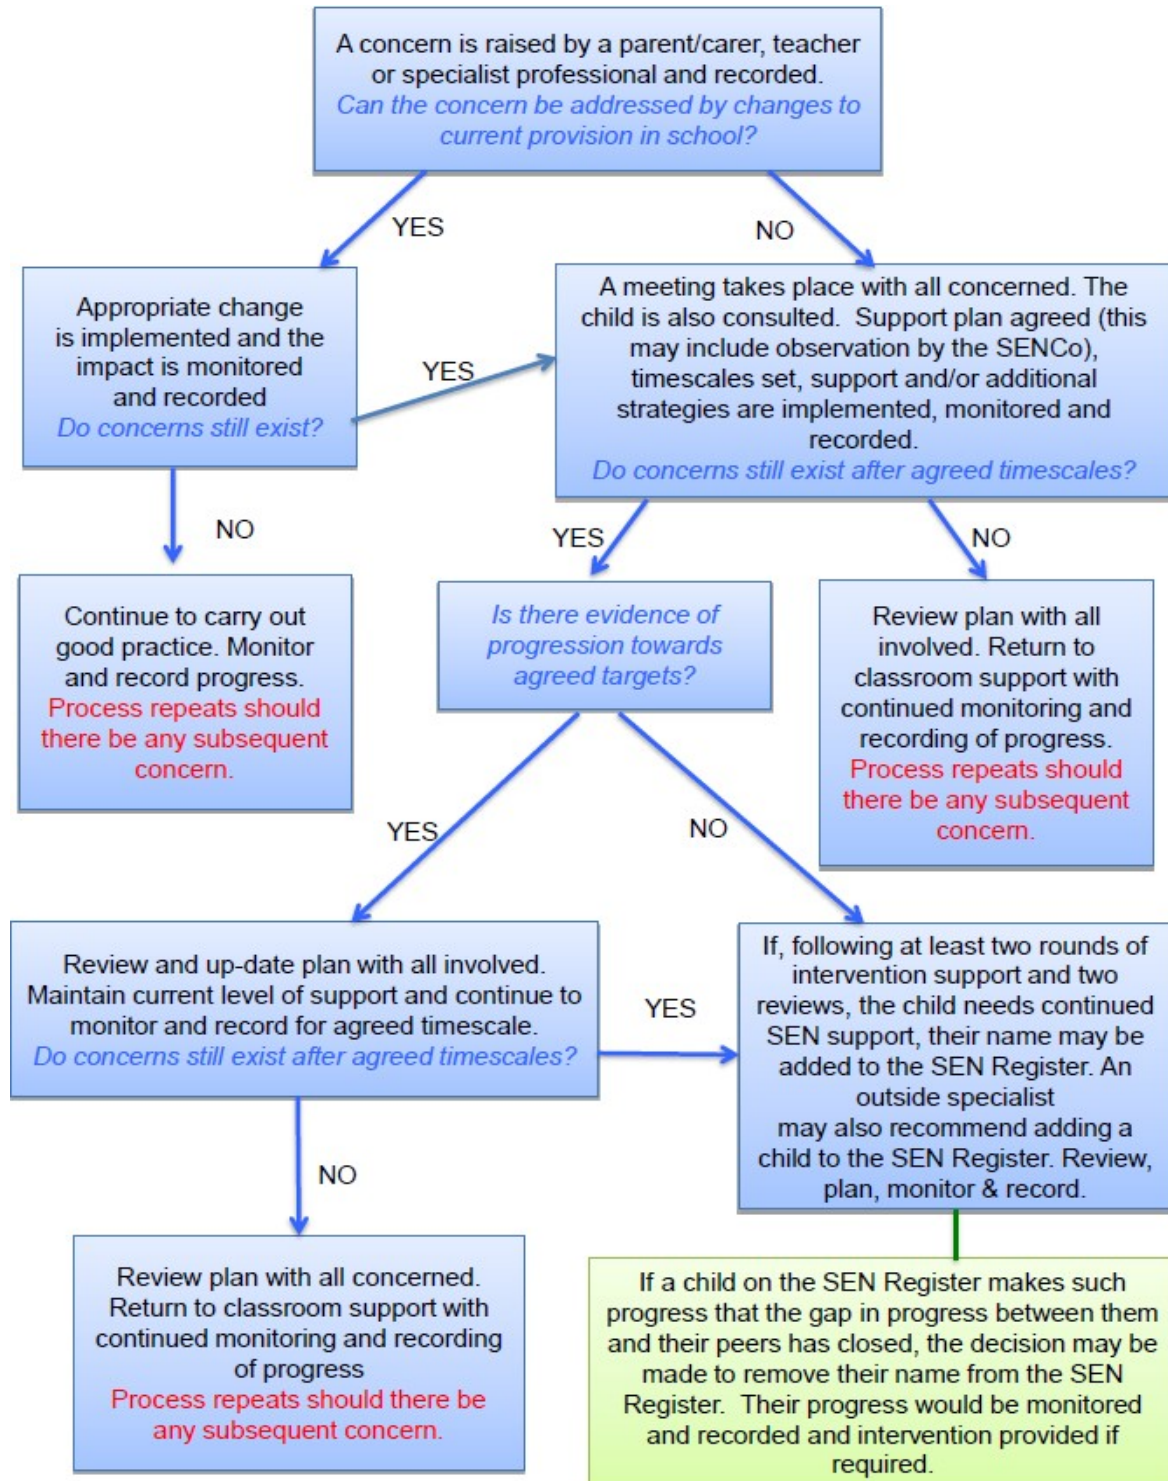 A concern is raised by a parent/carer, teacher
or specialist professional and recorded.
Can the concern be addressed by changes to
current provision in school?
YES
NO
Appropriate change
is implemented and the
impact is monitored
and recorded
Do concerns still exist?
YES
A meeting takes place with all concerned. The
child is also consulted.  Support plan agreed (this
may include observation by the SENCo),
timescales set, support and/or additional
strategies are implemented, monitored and
recorded.
Do concerns still exist after agreed timescales?
NO
YES
NO
Continue to carry out
good practice. Monitor
and record progress.
Process repeats should
there be any subsequent
concern.
Is there evidence of
progression towards
agreed targets?
Review plan with all
involved. Return to
classroom support with
continued monitoring and
recording of progress.
Process repeats should
there be any subsequent
concern.
YES
NO
Review and up-date plan with all involved.
Maintain current level of support and continue to
monitor and record for agreed timescale.
Do concerns still exist after agreed timescales?
YES
If, following at least two rounds of
intervention support and two
reviews, the child needs continued
SEN support, their name may be
added to the SEN Register. An
outside specialist
may also recommend adding a
child to the SEN Register. Review,
plan, monitor & record.
NO
Review plan with all concerned.
Return to classroom support with
continued monitoring and recording
of progress
Process repeats should there be
any subsequent concern.
If a child on the SEN Register makes such
progress that the gap in progress between them
and their peers has closed, the decision may be
made to remove their name from the SEN
Register.  Their progress would be monitored
and recorded and intervention provided if
required.